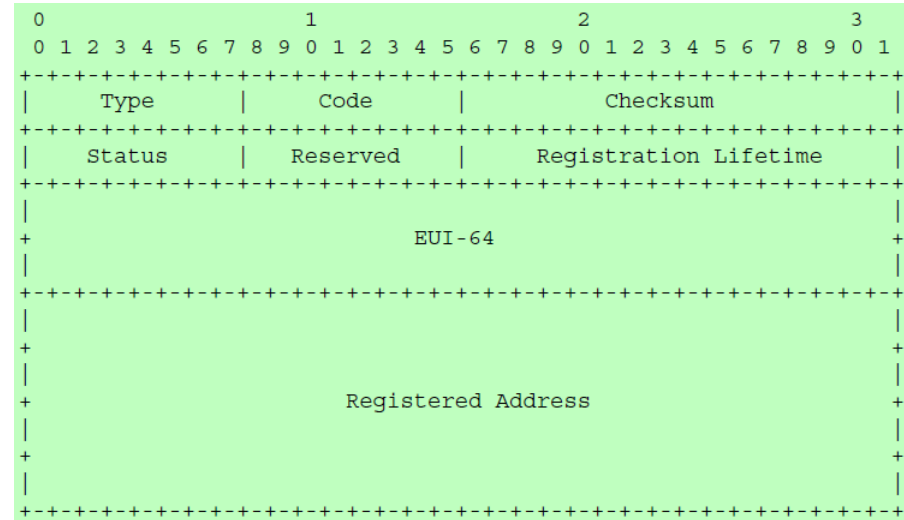 0                   1                   2                   3
0 1 2 3 4 5 6 7 8 9 0 1 2 3 4 5 6 7 8 9 0 1 2 3 4 5 6 7 8 9 0 1
+-+-+-+-+-+-+-+-+-+-+-+-+-+-+-+-+-+-+-+-+-+-+-+-+-+-+-+-+-+-+-+-+
|     Type      |     Code      |          Checksum             |
+-+-+-+-+-+-+-+-+-+-+-+-+-+-+-+-+-+-+-+-+-+-+-+-+-+-+-+-+-+-+-+-+
|    Status     |   Reserved    |     Registration Lifetime     |
+-+-+-+-+-+-+-+-+-+-+-+-+-+-+-+-+-+-+-+-+-+-+-+-+-+-+-+-+-+-+-+-+
|                                                               |
+                            EUI-64                             +
|                                                               |
+-+-+-+-+-+-+-+-+-+-+-+-+-+-+-+-+-+-+-+-+-+-+-+-+-+-+-+-+-+-+-+-+
|                                                               |
+                                                               +
|                                                               |
+                       Registered Address                      +
|                                                               |
+                                                               +
|                                                               |
+-+-+-+-+-+-+-+-+-+-+-+-+-+-+-+-+-+-+-+-+-+-+-+-+-+-+-+-+-+-+-+-+